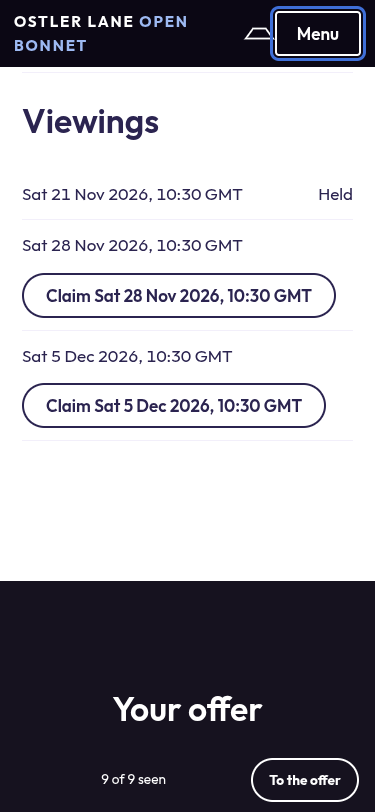 OSTLER LANE OPEN
BONNET
Menu
Viewings
Sat 21 Nov 2026, 10:30 GMT Held
Sat 28 Nov 2026, 10:30 GMT
Claim Sat 28 Nov 2026, 10:30 GMT
Sat 5 Dec 2026, 10:30 GMT
Claim Sat 5 Dec 2026, 10:30 GMT
Your offer
9 of 9 seen
To the offer